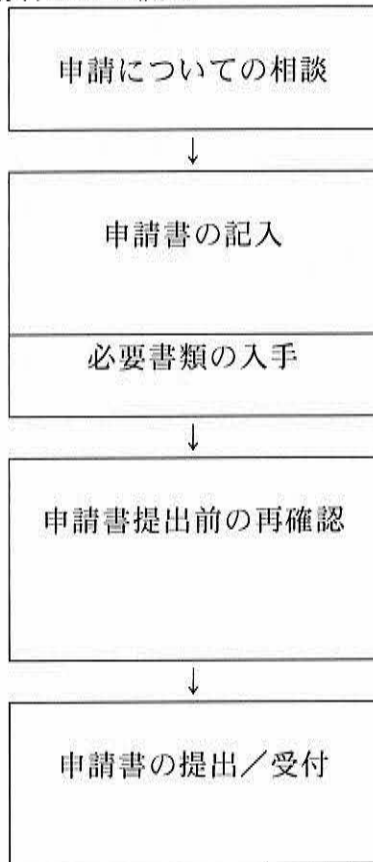 申請についての相談
↓
申請書の記入
必要書類の入手
↓
申請書提出前の再確認
↓
申請書の提出／受付